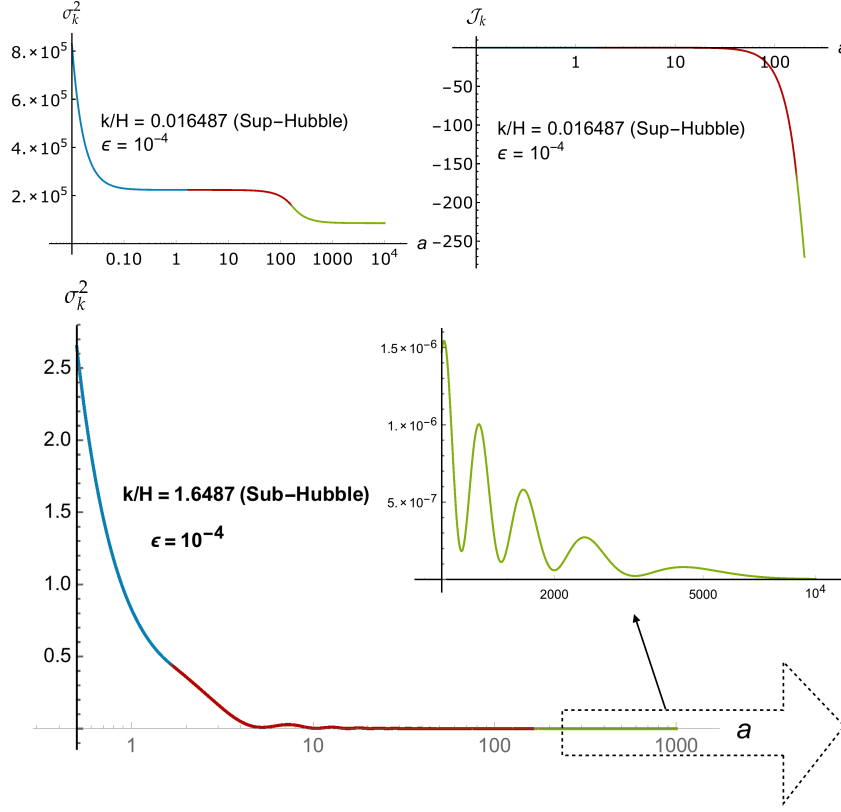 σ_k^2
8.×10^5
6.×10^5
4.×10^5
2.×10^5
k/H = 0.016487 (Sup−Hubble)
ϵ = 10^−4
0.10 1 10 100 1000 10^4
a
𝒥_k
1 10 100
a
−50
−100
−150
−200
−250
k/H = 0.016487 (Sup−Hubble)
ϵ = 10^−4
σ_k^2
2.5
2.0
1.5
1.0
0.5
k/H = 1.6487 (Sub−Hubble)
ϵ = 10^−4
1 10 100 1000
1.5×10^−6
1.×10^−6
5.×10^−7
2000 5000 10^4
a